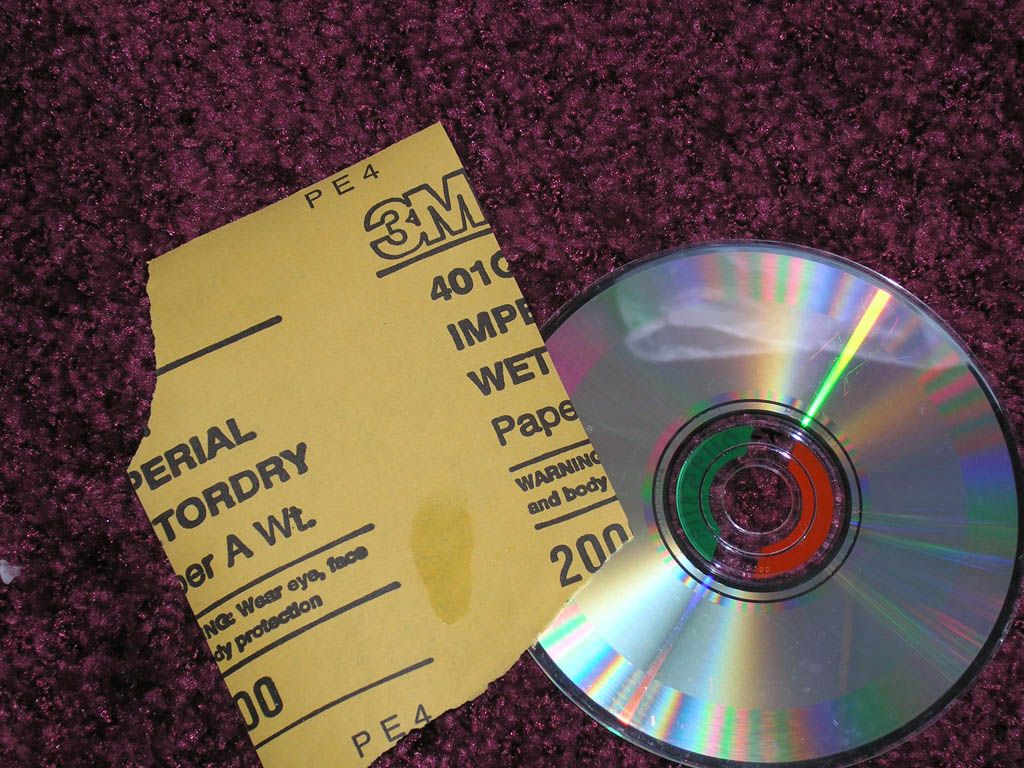 PE4
3M
401
IMPE
WET
Pape
WARNING
and body
200
PERIAL
TORDRY
per A Wt.
NG: Wear eye, face
dy protection
00
PE4